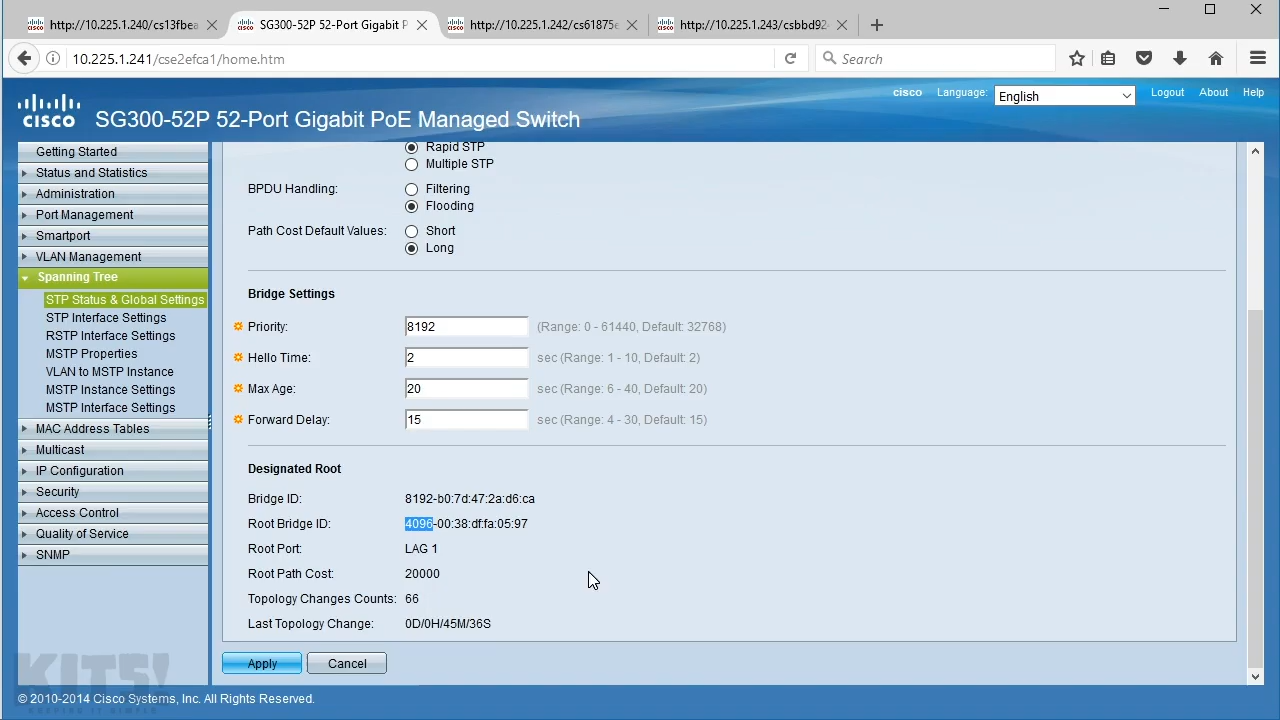 http://10.225.1.240/cs13fbea
SG300-52P 52-Port Gigabit P
http://10.225.1.242/cs61875e
http://10.225.1.243/csbbd92
10.225.1.241/cse2efca1/home.htm
Search
cisco
SG300-52P 52-Port Gigabit PoE Managed Switch
cisco Language: English Logout About Help
Getting Started
Status and Statistics
Administration
Port Management
Smartport
VLAN Management
Spanning Tree
STP Status & Global Settings
STP Interface Settings
RSTP Interface Settings
MSTP Properties
VLAN to MSTP Instance
MSTP Instance Settings
MSTP Interface Settings
MAC Address Tables
Multicast
IP Configuration
Security
Access Control
Quality of Service
SNMP
Rapid STP
Multiple STP
BPDU Handling: Filtering
Flooding
Path Cost Default Values: Short
Long
Bridge Settings
Priority: 8192 (Range: 0 - 61440, Default: 32768)
Hello Time: 2 sec (Range: 1 - 10, Default: 2)
Max Age: 20 sec (Range: 6 - 40, Default: 20)
Forward Delay: 15 sec (Range: 4 - 30, Default: 15)
Designated Root
Bridge ID: 8192-b0:7d:47:2a:d6:ca
Root Bridge ID: 4096-00:38:df:fa:05:97
Root Port: LAG 1
Root Path Cost: 20000
Topology Changes Counts: 66
Last Topology Change: 0D/0H/45M/36S
Apply Cancel
KITS!
© 2010-2014 Cisco Systems, Inc. All Rights Reserved.